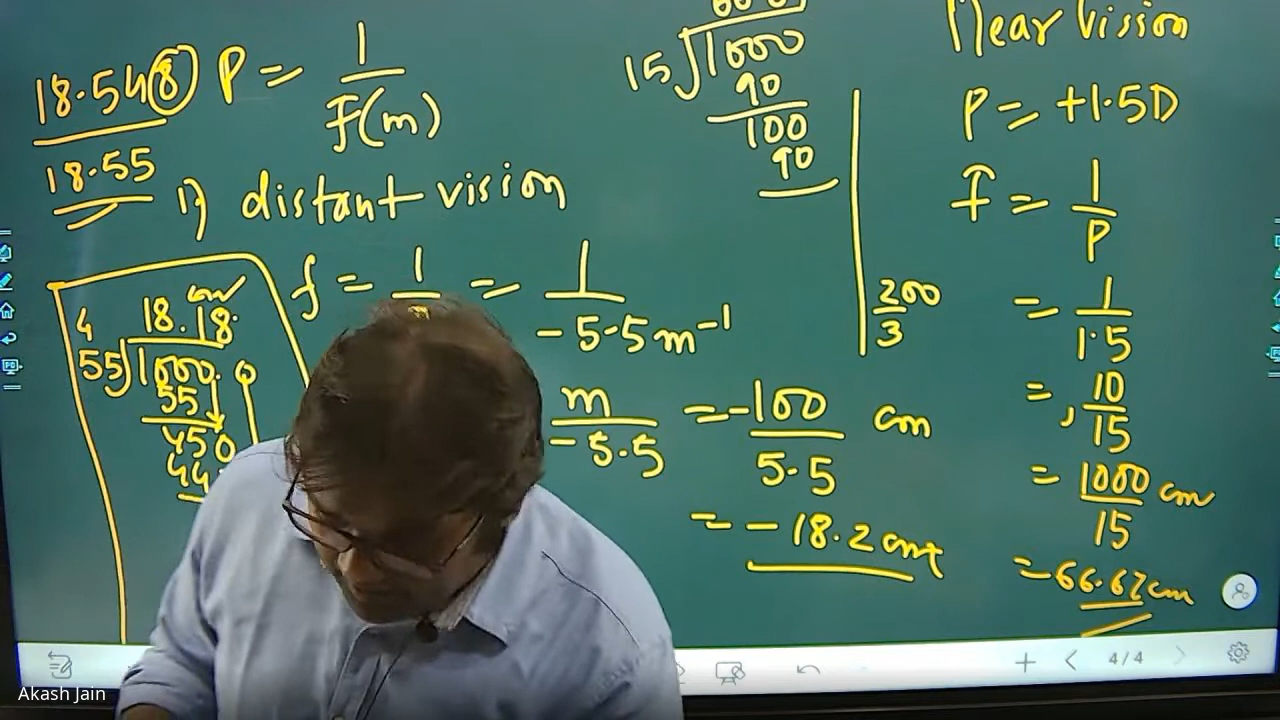 18.548
18.55
P = 1/F(m)
1) distant vision
f = 1/ = 1/-5.5 m⁻¹
m/-5.5 = -100/5.5 cm
= -18.2 cm
18.18 cm
4
55)1000.0
55
450
44
15)1000
90
100
90
200/3
Near Vision
P = +1.5D
f = 1/P
= 1/1.5
= 10/15
= 1000/15 cm
= 66.67 cm
4/4
Akash Jain